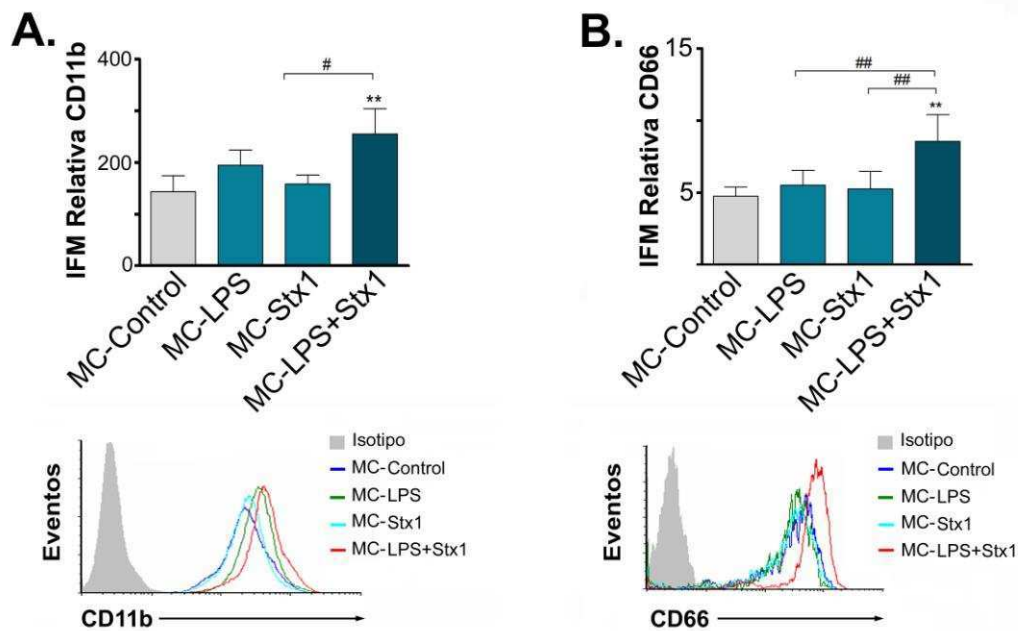 A.
IFM Relativa CD11b
400
200
0
#
**
MC-Control
MC-LPS
MC-Stx1
MC-LPS+Stx1
Eventos
CD11b
Isotipo
MC-Control
MC-LPS
MC-Stx1
MC-LPS+Stx1
B.
IFM Relativa CD66
15
5
##
##
**
MC-Control
MC-LPS
MC-Stx1
MC-LPS+Stx1
Eventos
CD66
Isotipo
MC-Control
MC-LPS
MC-Stx1
MC-LPS+Stx1